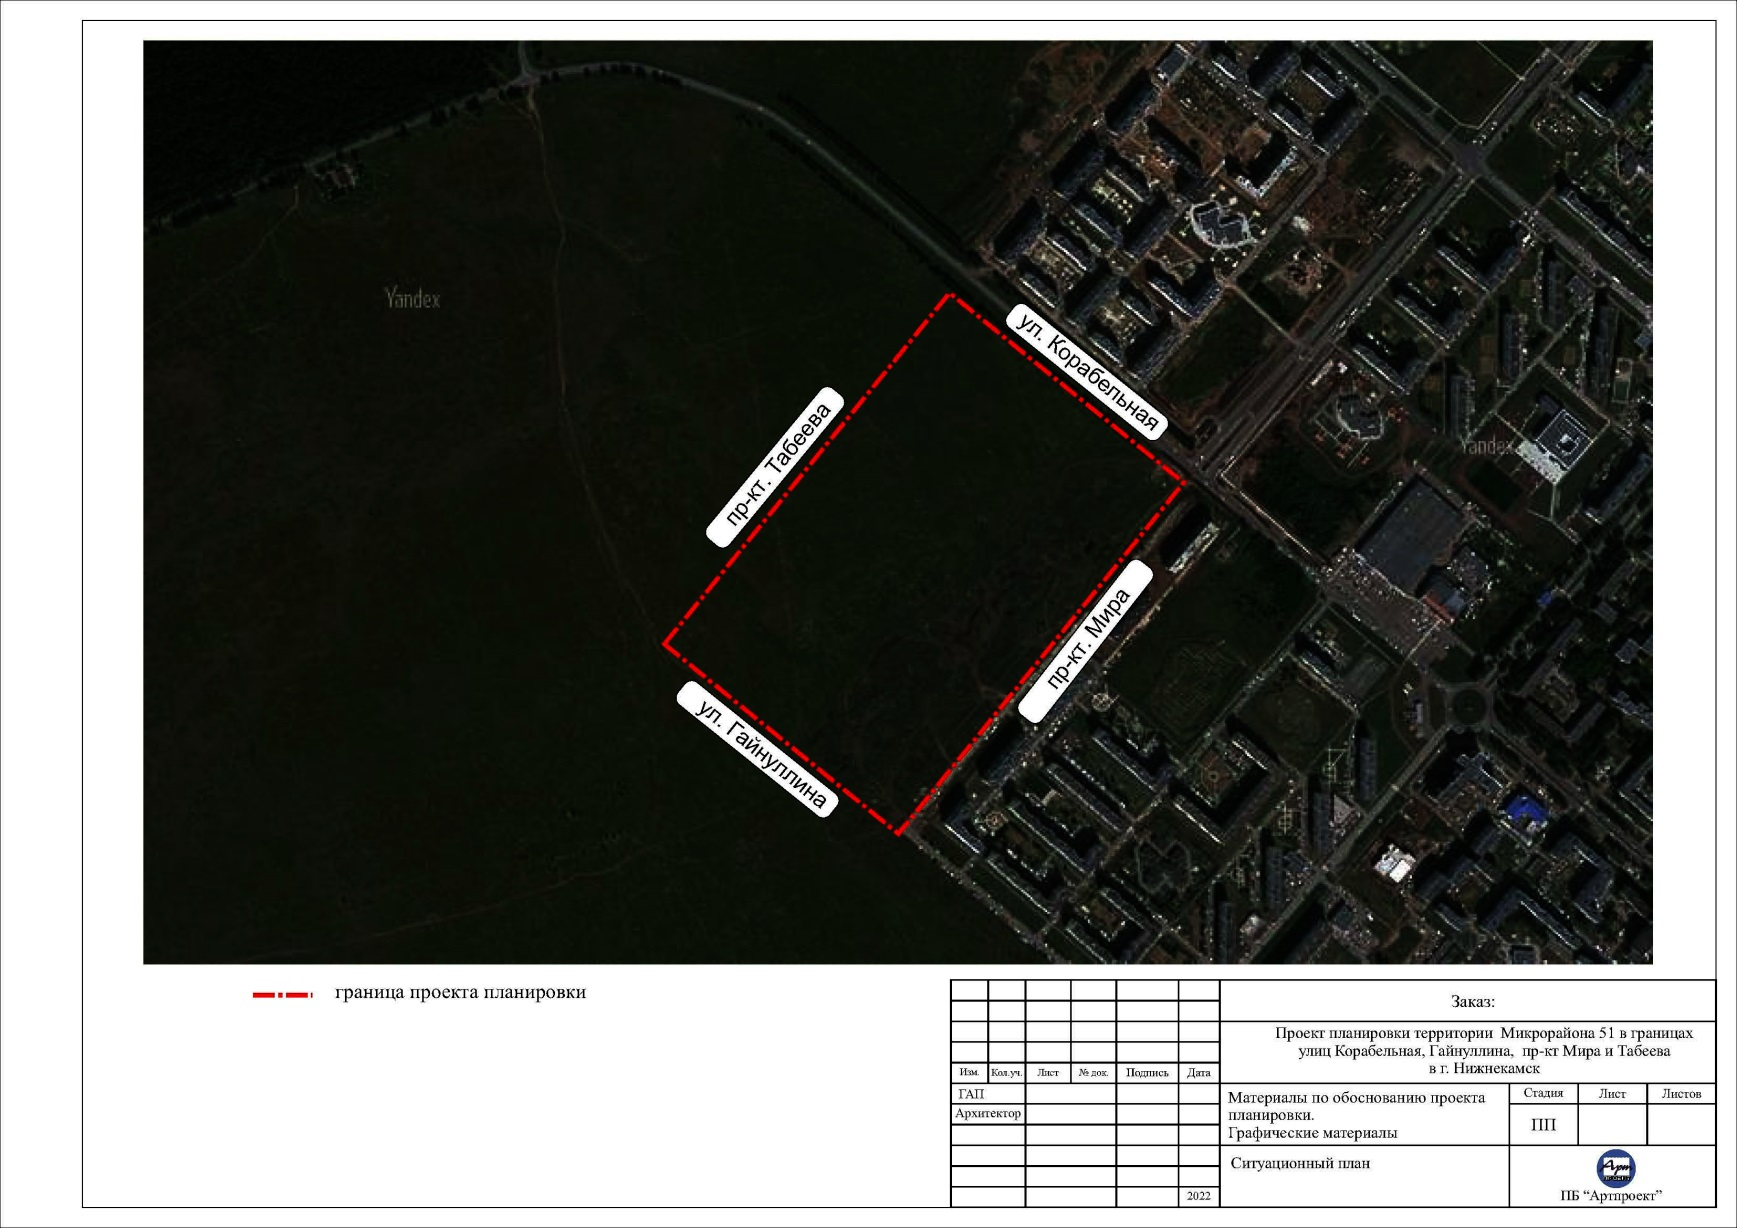 Yandex
ул. Корабельная
пр-кт. Табеева
Yandex
пр-кт. Мира
ул. Гайнуллина
граница проекта планировки
Заказ:
Проект планировки территории Микрорайона 51 в границах
улиц Корабельная, Гайнуллина, пр-кт Мира и Табеева
в г. Нижнекамск
Изм. Кол.уч. Лист № док. Подпись Дата
ГАП
Архитектор
Материалы по обоснованию проекта
планировки.
Графические материалы
Стадия Лист Листов
ПП
Ситуационный план
2022
Арт
ПБ “Артпроект”